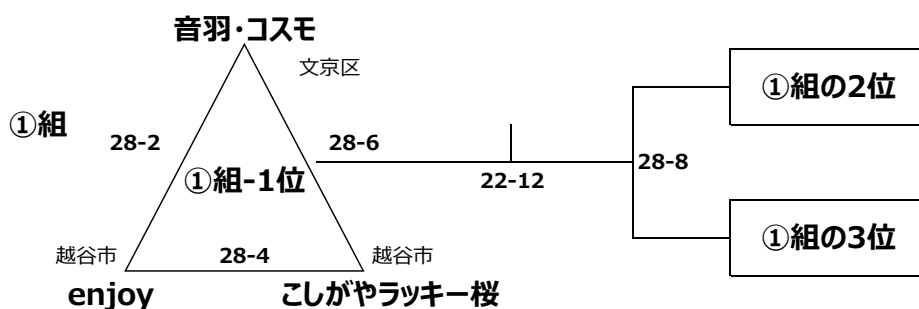 音羽・コスモ
文京区
①組の2位
①組
28-2
28-6
28-8
①組-1位
22-12
①組の3位
越谷市
28-4
越谷市
enjoy
こしがやラッキー桜